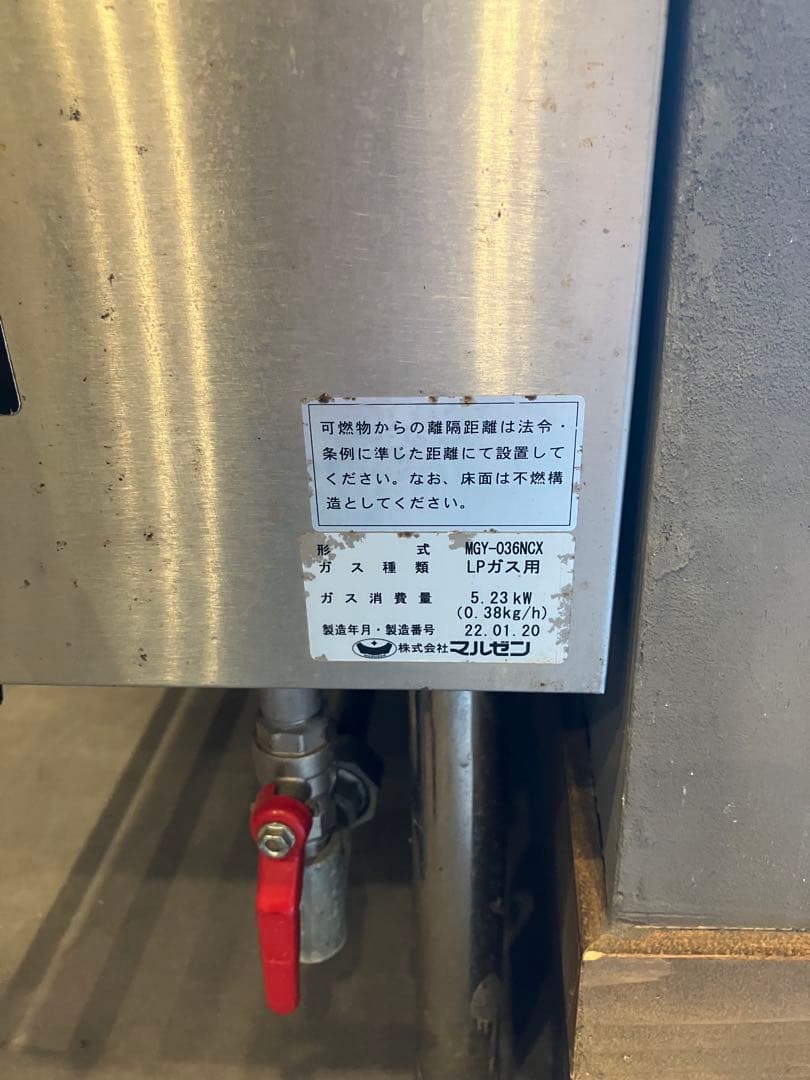 可燃物からの離隔距離は法令・
条例に準じた距離にて設置して
ください。なお、床面は不燃構
造としてください。
形式 MGY-036NCX
ガス種類 LPガス用
ガス消費量 5.23kW
(0.38kg/h)
製造年月・製造番号 22.01.20
株式会社マルゼン